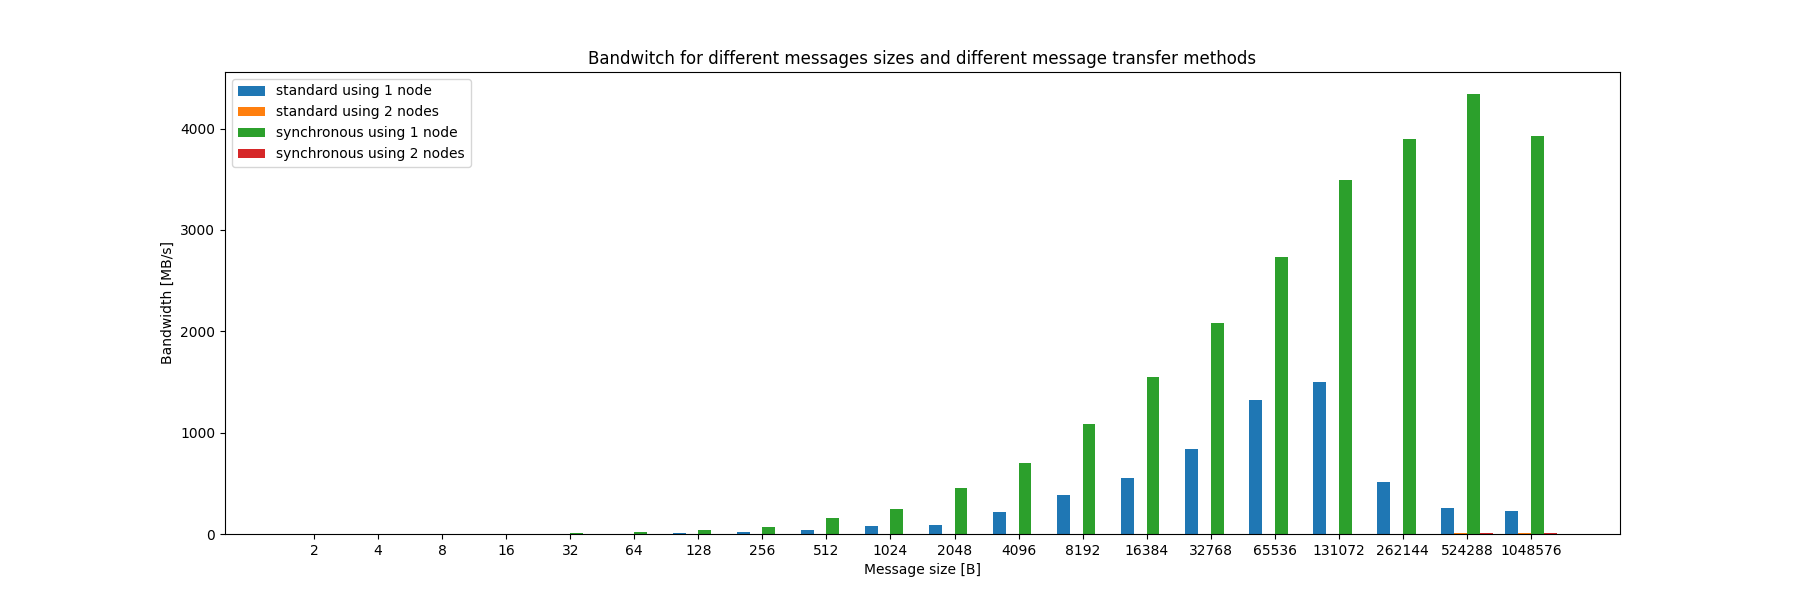 Bandwitch for different messages sizes and different message transfer methods
standard using 1 node
standard using 2 nodes
synchronous using 1 node
synchronous using 2 nodes
4000
3000
2000
1000
0
Bandwidth [MB/s]
2 4 8 16 32 64 128 256 512 1024 2048 4096 8192 16384 32768 65536 131072 262144 524288 1048576
Message size [B]